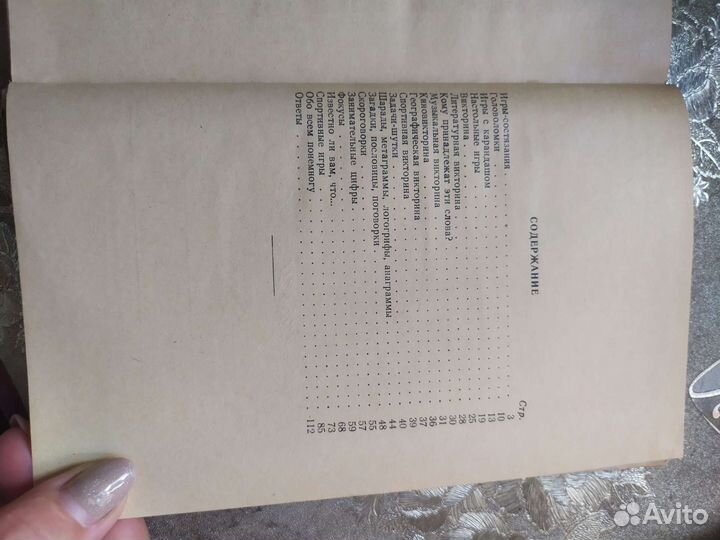 СОДЕРЖАНИЕ
Стр.
Игры-состязания . . . 3
Головоломки . . . 10
Игры с карандашом . . . 13
Настольные игры . . . 19
Викторина . . . 25
Литературная викторина . . . 28
Кому принадлежат эти слова? . . . 30
Музыкальная викторина . . . 31
Киновикторина . . . 36
Географическая викторина . . . 37
Спортивная викторина . . . 39
Задачи-шутки . . . 40
Шарады, метаграммы, логогрифы, анаграммы . . . 44
Загадки, пословицы, поговорки . . . 48
Скороговорки . . . 55
Занимательные цифры . . . 57
Фокусы . . . 59
Известно ли вам, что... . . . 68
Спортивные игры . . . 73
Обо всем понемногу . . . 85
Ответы . . . 112
Avito